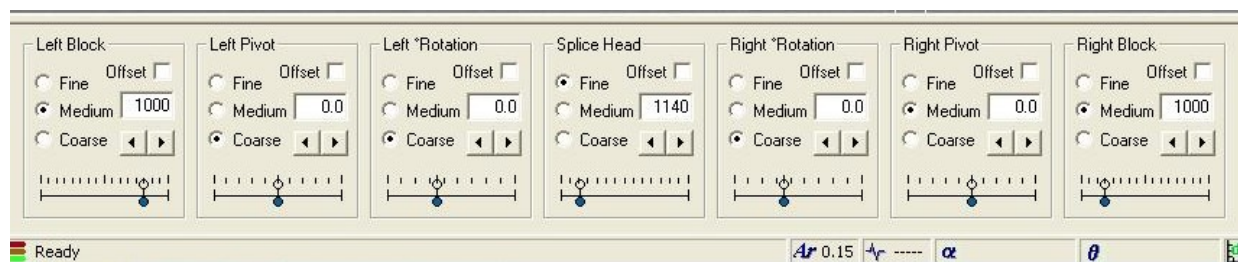 Left Block
Offset
Fine
Medium 1000
Coarse
Left Pivot
Offset
Fine
Medium 0.0
Coarse
Left *Rotation
Offset
Fine
Medium 0.0
Coarse
Splice Head
Offset
Fine
Medium 1140
Coarse
Right *Rotation
Offset
Fine
Medium 0.0
Coarse
Right Pivot
Offset
Fine
Medium 0.0
Coarse
Right Block
Offset
Fine
Medium 1000
Coarse
Ready Ar 0.15 ----- α θ